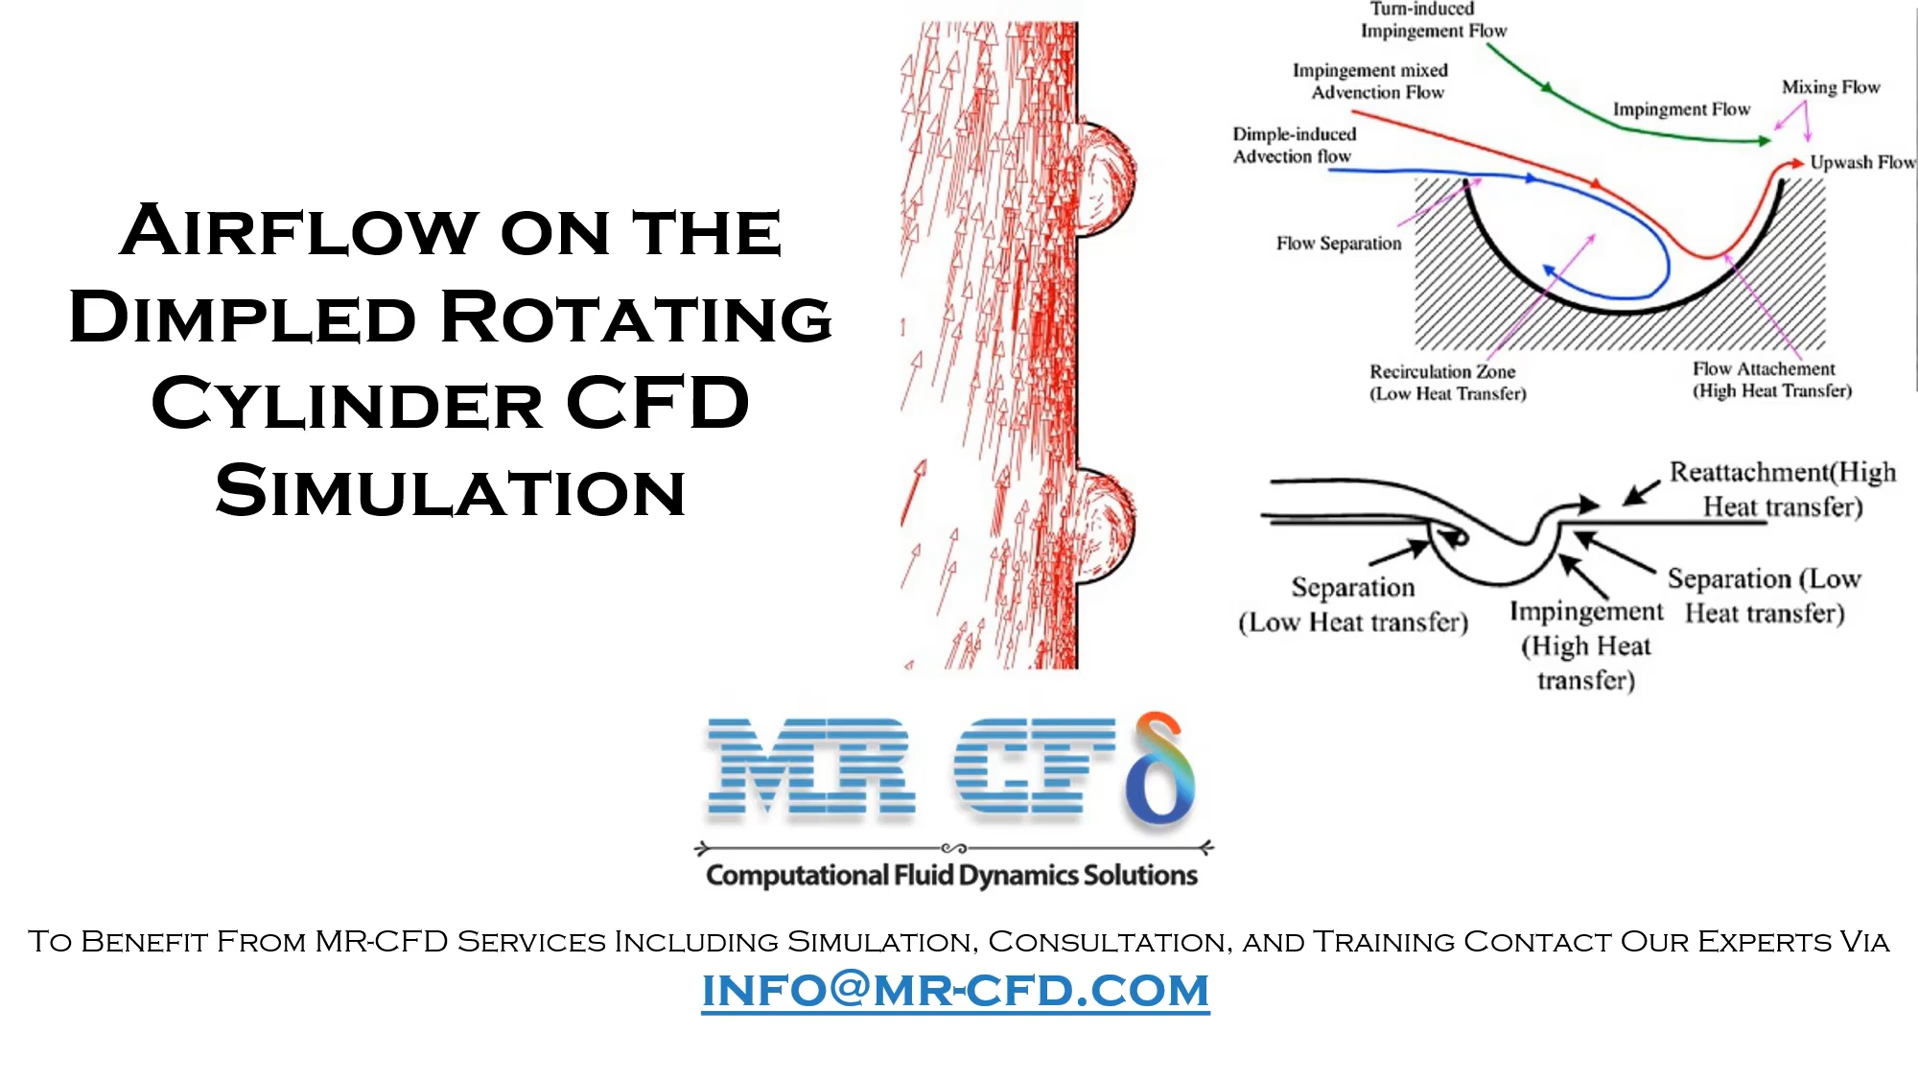 Airflow on the
Dimpled Rotating
Cylinder CFD
Simulation
Turn-induced
Impingement Flow
Impingement mixed
Advenction Flow
Mixing Flow
Impingment Flow
Dimple-induced
Advection flow
Upwash Flow
Flow Separation
Recirculation Zone
(Low Heat Transfer)
Flow Attachement
(High Heat Transfer)
Reattachment(High
Heat transfer)
Separation
(Low Heat transfer)
Impingement
(High Heat
transfer)
Separation (Low
Heat transfer)
MR CFδ
Computational Fluid Dynamics Solutions
To Benefit From MR-CFD Services Including Simulation, Consultation, and Training Contact Our Experts Via
info@mr-cfd.com